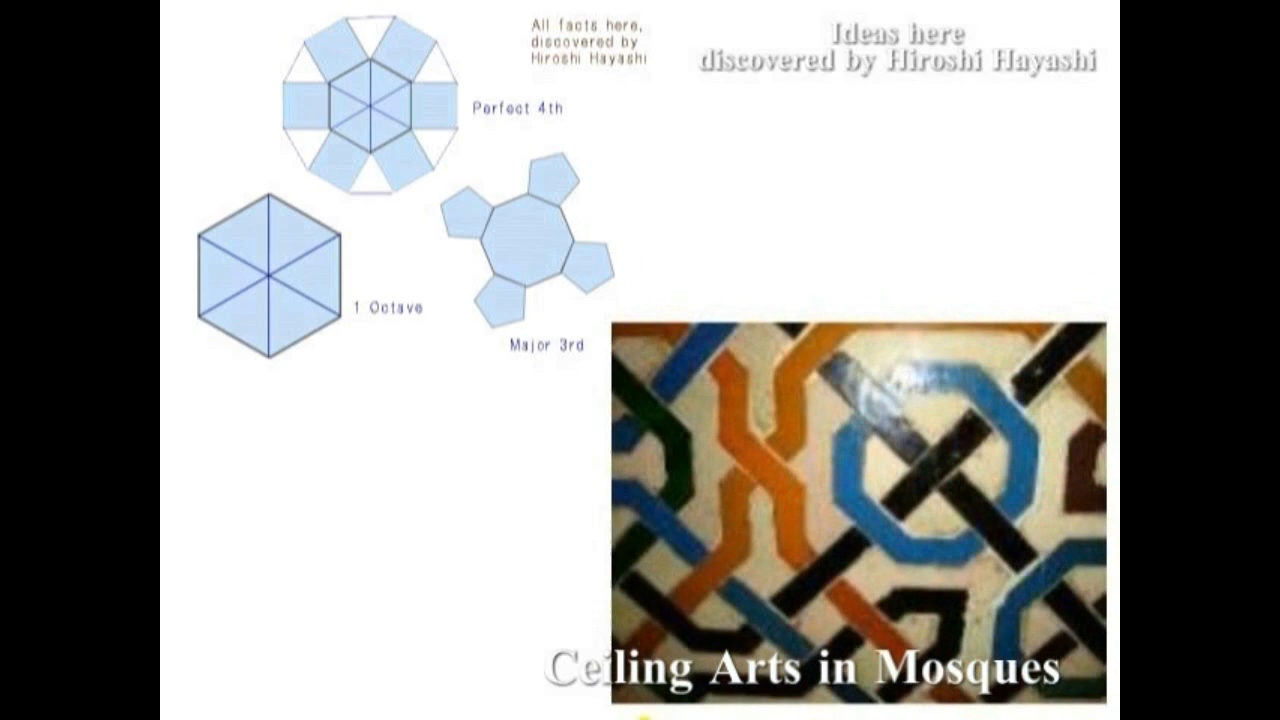 All facts here,
discovered by
Hiroshi Hayashi
Ideas here
discovered by Hiroshi Hayashi
Perfect 4th
1 Octave
Major 3rd
Ceiling Arts in Mosques